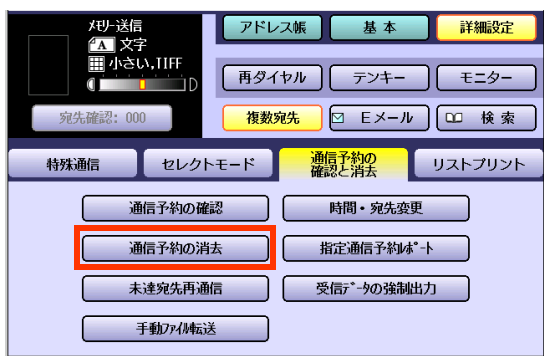 メモリー送信
A 文字
小さい,TIFF
D
宛先確認: 000
アドレス帳
基本
詳細設定
再ダイヤル
テンキー
モニター
複数宛先
Eメール
検索
特殊通信
セレクトモード
通信予約の
確認と消去
リストプリント
通信予約の確認
時間・宛先変更
通信予約の消去
指定通信予約レポート
未達宛先再通信
受信データの強制出力
手動ファイル転送